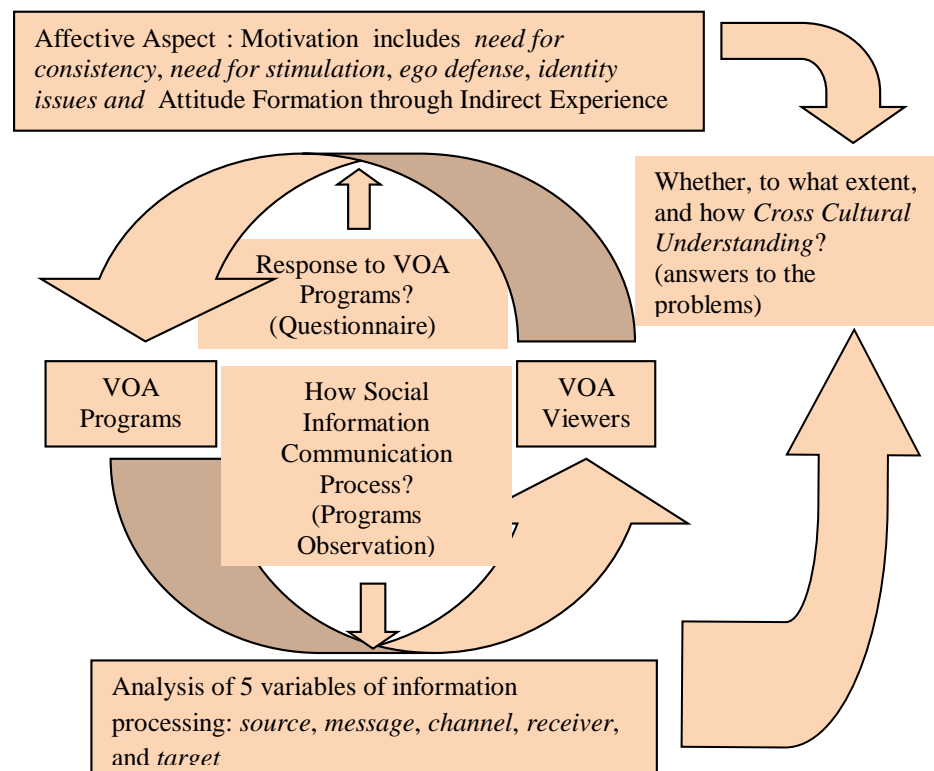 Affective Aspect : Motivation includes need for
consistency, need for stimulation, ego defense, identity
issues and Attitude Formation through Indirect Experience
Whether, to what extent,
and how Cross Cultural
Understanding?
(answers to the
problems)
Response to VOA
Programs?
(Questionnaire)
VOA
Programs
How Social
Information
Communication
Process?
(Programs
Observation)
VOA
Viewers
Analysis of 5 variables of information
processing: source, message, channel, receiver,
and target